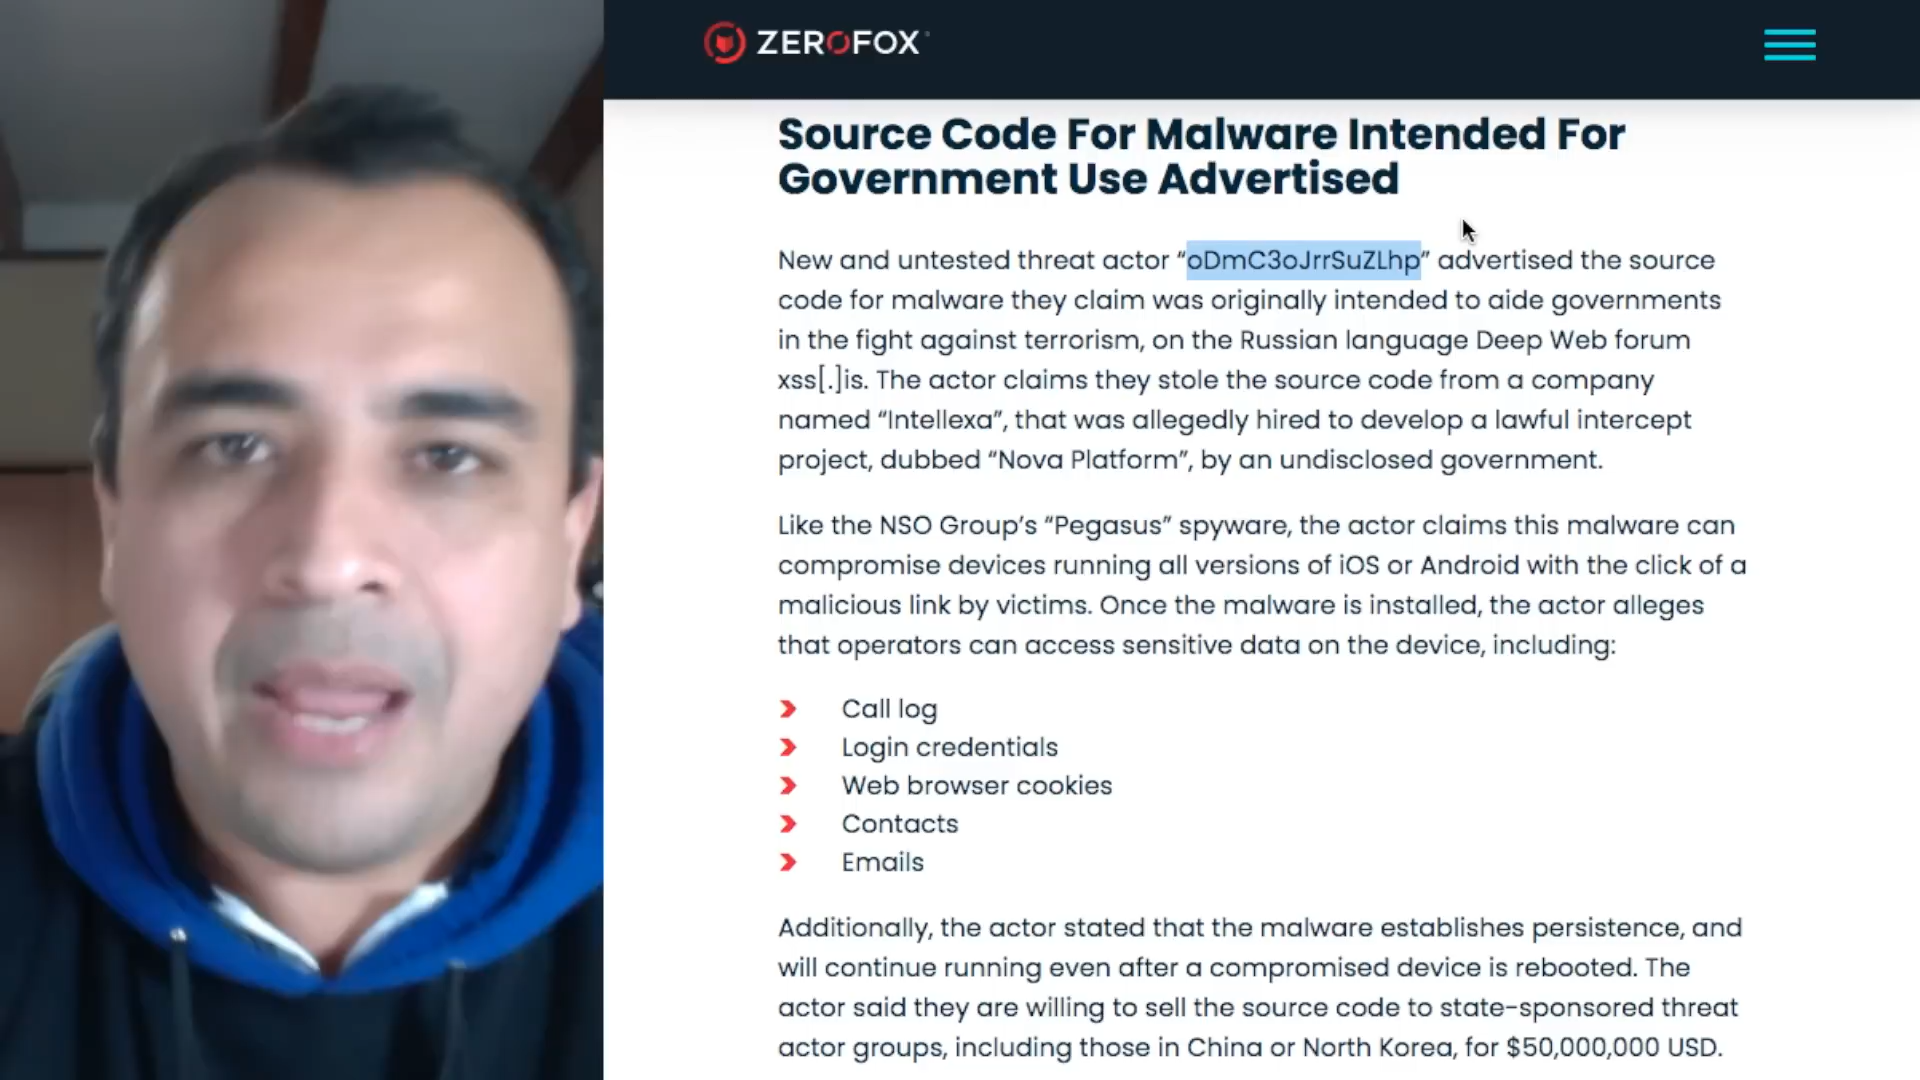 ZEROFOX
Source Code For Malware Intended For
Government Use Advertised
New and untested threat actor “oDmC3oJrrSuZLhp” advertised the source
code for malware they claim was originally intended to aide governments
in the fight against terrorism, on the Russian language Deep Web forum
xss[.]is. The actor claims they stole the source code from a company
named “Intellexa”, that was allegedly hired to develop a lawful intercept
project, dubbed “Nova Platform”, by an undisclosed government.
Like the NSO Group’s “Pegasus” spyware, the actor claims this malware can
compromise devices running all versions of iOS or Android with the click of a
malicious link by victims. Once the malware is installed, the actor alleges
that operators can access sensitive data on the device, including:
Call log
Login credentials
Web browser cookies
Contacts
Emails
Additionally, the actor stated that the malware establishes persistence, and
will continue running even after a compromised device is rebooted. The
actor said they are willing to sell the source code to state-sponsored threat
actor groups, including those in China or North Korea, for $50,000,000 USD.